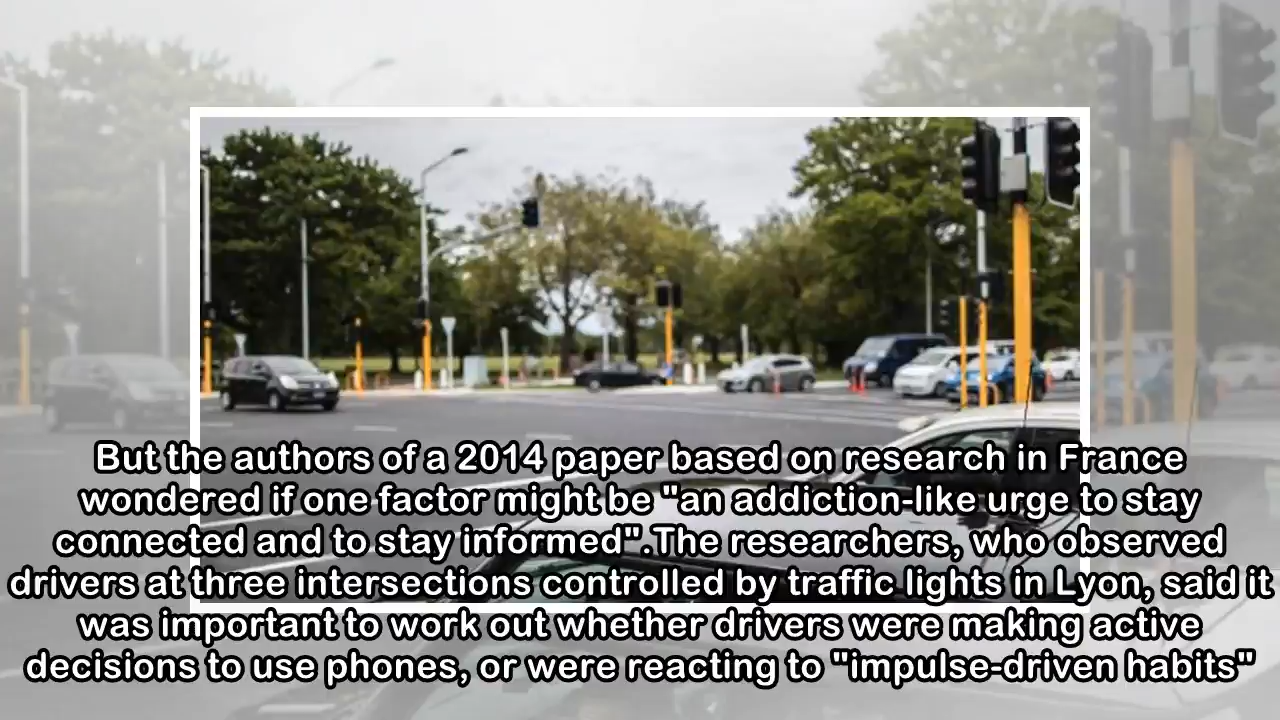 But the authors of a 2014 paper based on research in France
wondered if one factor might be "an addiction-like urge to stay
connected and to stay informed".The researchers, who observed
drivers at three intersections controlled by traffic lights in Lyon, said it
was important to work out whether drivers were making active
decisions to use phones, or were reacting to "impulse-driven habits"